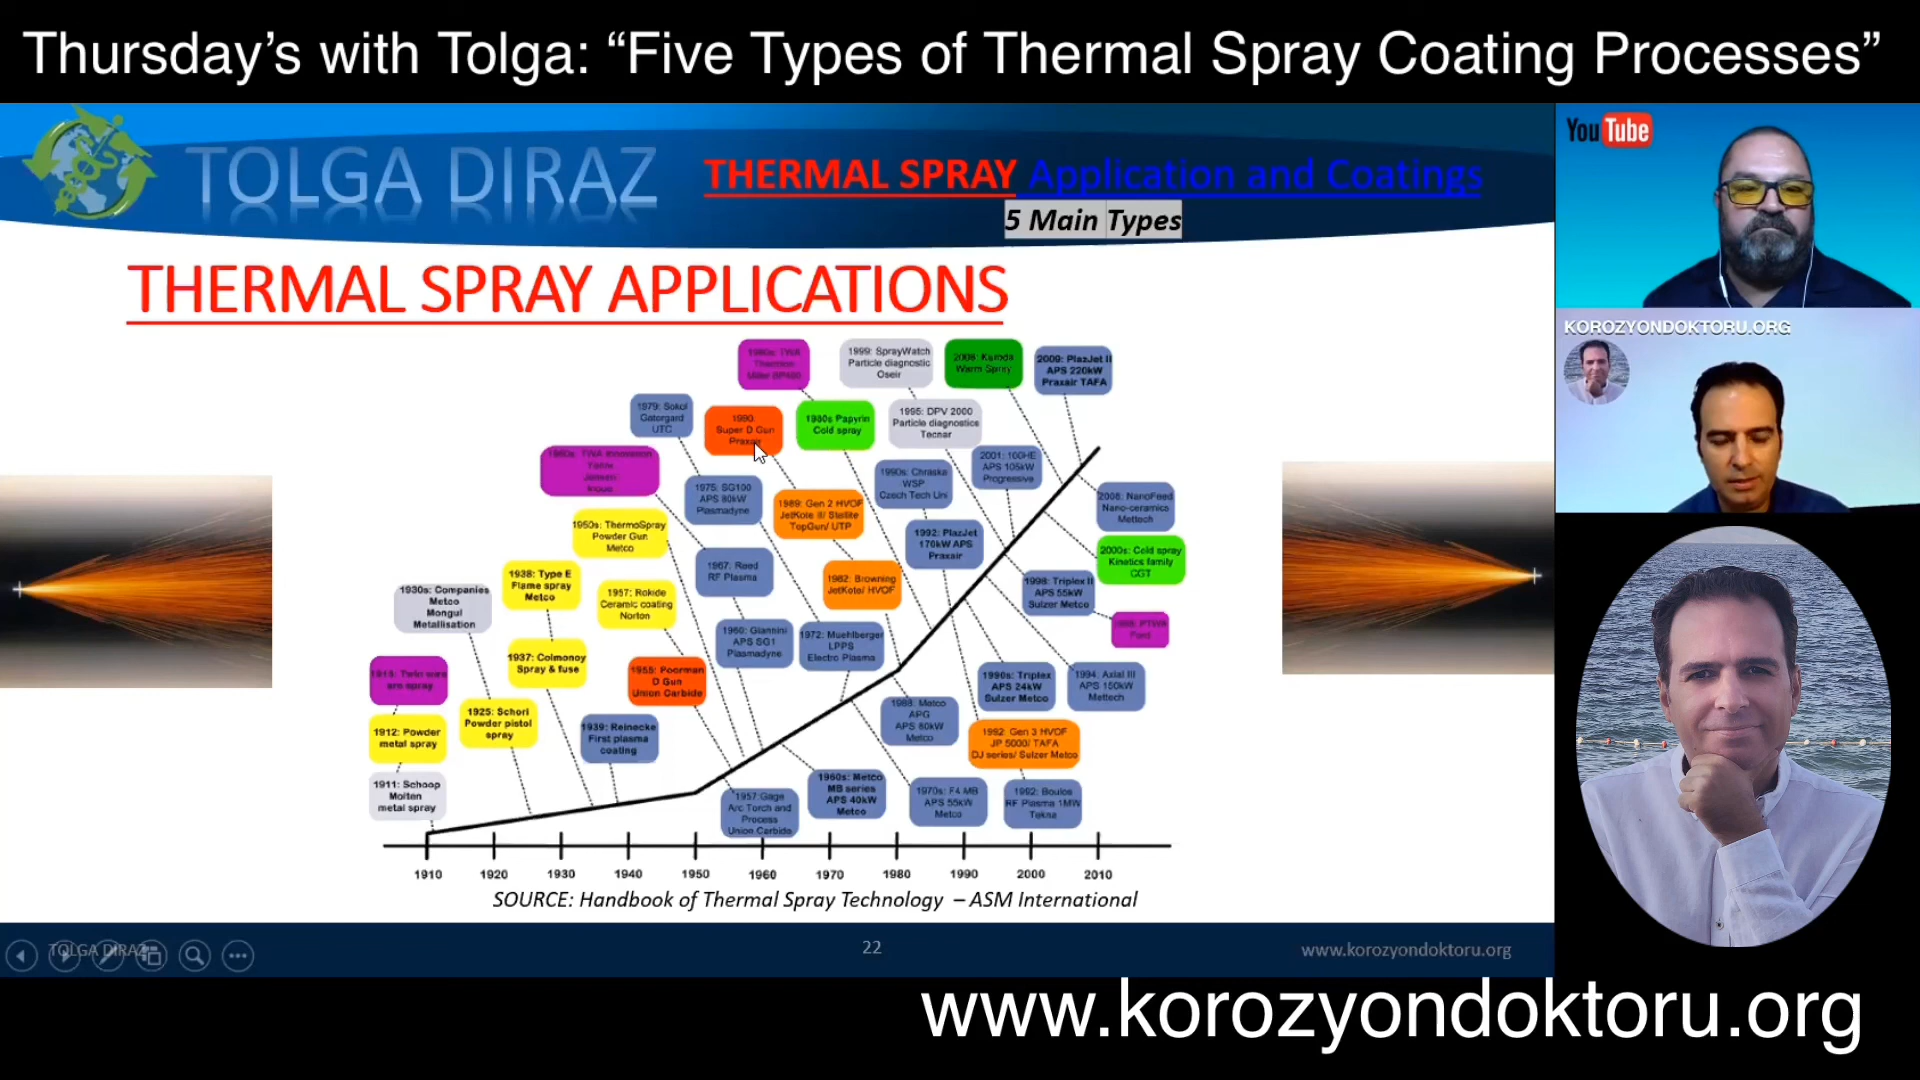 Thursday’s with Tolga: “Five Types of Thermal Spray Coating Processes”
TOLGA DIRAZ
THERMAL SPRAY Application and Coatings
5 Main Types
THERMAL SPRAY APPLICATIONS
You Tube
KOROZYONDOKTORU.ORG
1999: SprayWatch
Particle diagnostic
Oseir
Warm Spray
2009: PlazJet II
APS 220kW
Praxair TAFA
1979: Sokol
Gatorgard
UTC
1990:
Super D Gun
Praxair
1980s Papyrin
Cold spray
1995: DPV 2000
Particle diagnostics
Tecnar
1975: SG100
APS 80kW
Plasmadyne
1989: Gen 2 HVOF
JetKote II/ Stellite
TopGun/ UTP
1990s: Chraska
WSP
Czech Tech Uni
2001: 100HE
APS 105kW
Progressive
NanoFeed
Nano-ceramics
Mettech
1950s: ThermoSpray
Powder Gun
Metco
1992: PlazJet
170kW APS
Praxair
2000s: Cold spray
Kinetics family
CGT
1930s: Companies
Metco
Mongul
Metallisation
1938: Type E
Flame spray
Metco
1957: Rokide
Ceramic coating
Norton
1967: Reed
RF Plasma
1982: Browning
JetKote/ HVOF
1998: Triplex II
APS 55kW
Sulzer Metco
PTWA
Ford
1937: Colmonoy
Spray & fuse
1960: Giannini
APS SG1
Plasmadyne
1972: Muehlberger
LPPS
Electro Plasma
Twin wire
arc spray
1955: Poorman
D Gun
Union Carbide
1990s: Triplex
APS 24kW
Sulzer Metco
1994: Axial III
APS 150kW
Mettech
1912: Powder
metal spray
1925: Schori
Powder pistol
spray
1939: Reinecke
First plasma
coating
1988: Metco
APG
APS 80kW
Metco
1992: Gen 3 HVOF
JP 5000/ TAFA
DJ series/ Sulzer Metco
1911: Schoop
Molten
metal spray
1957: Gage
Arc Torch and
Process
Union Carbide
1960s: Metco
MB series
APS 40kW
Metco
1970s: F4 MB
APS 55kW
Metco
1992: Boulos
RF Plasma 1MW
Tekna
1910 1920 1930 1940 1950 1960 1970 1980 1990 2000 2010
SOURCE: Handbook of Thermal Spray Technology – ASM International
TOLGA DIRAZ
22
www.korozyondoktoru.org
www.korozyondoktoru.org